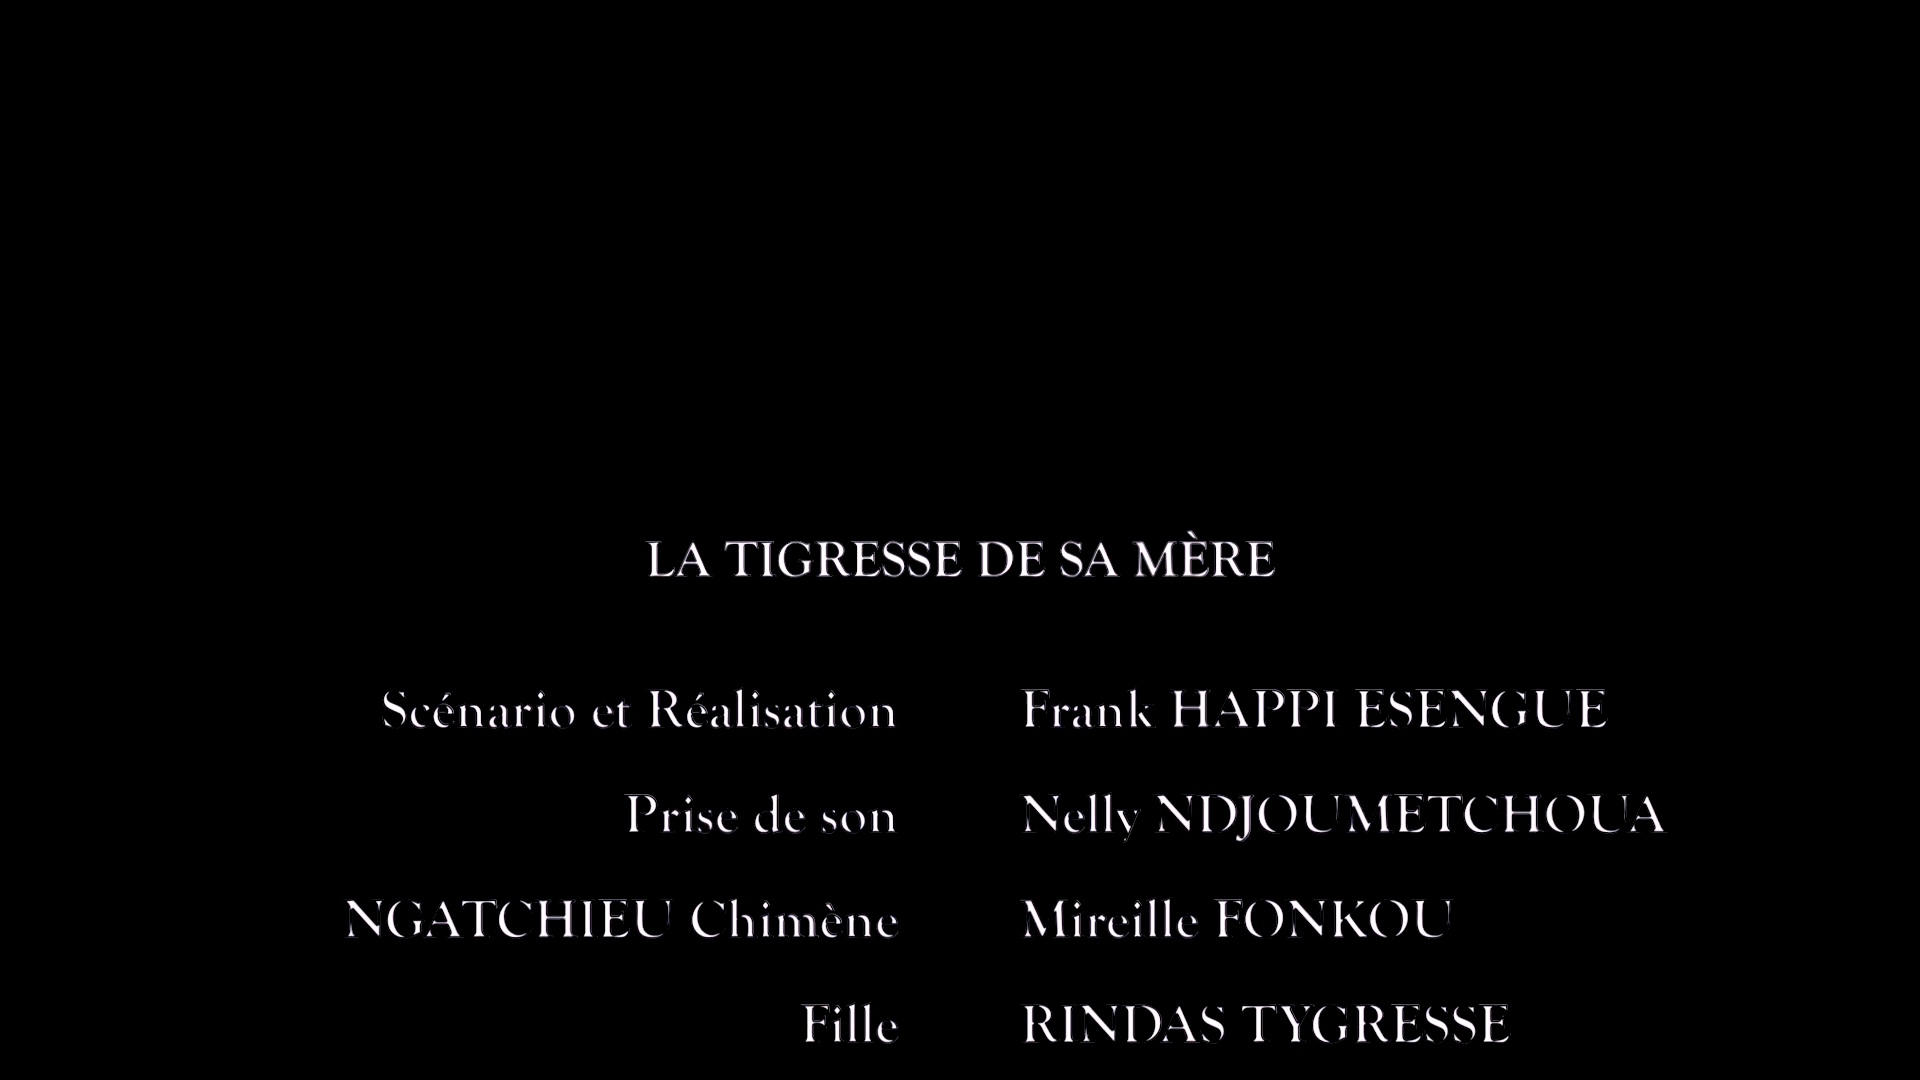 LA TIGRESSE DE SA MÈRE
Scénario et Réalisation Frank HAPPI ESENGUE
Prise de son Nelly NDJOUMETCHOUA
NGATCHIEU Chimène Mireille FONKOU
Fille RINDAS TYGRESSE